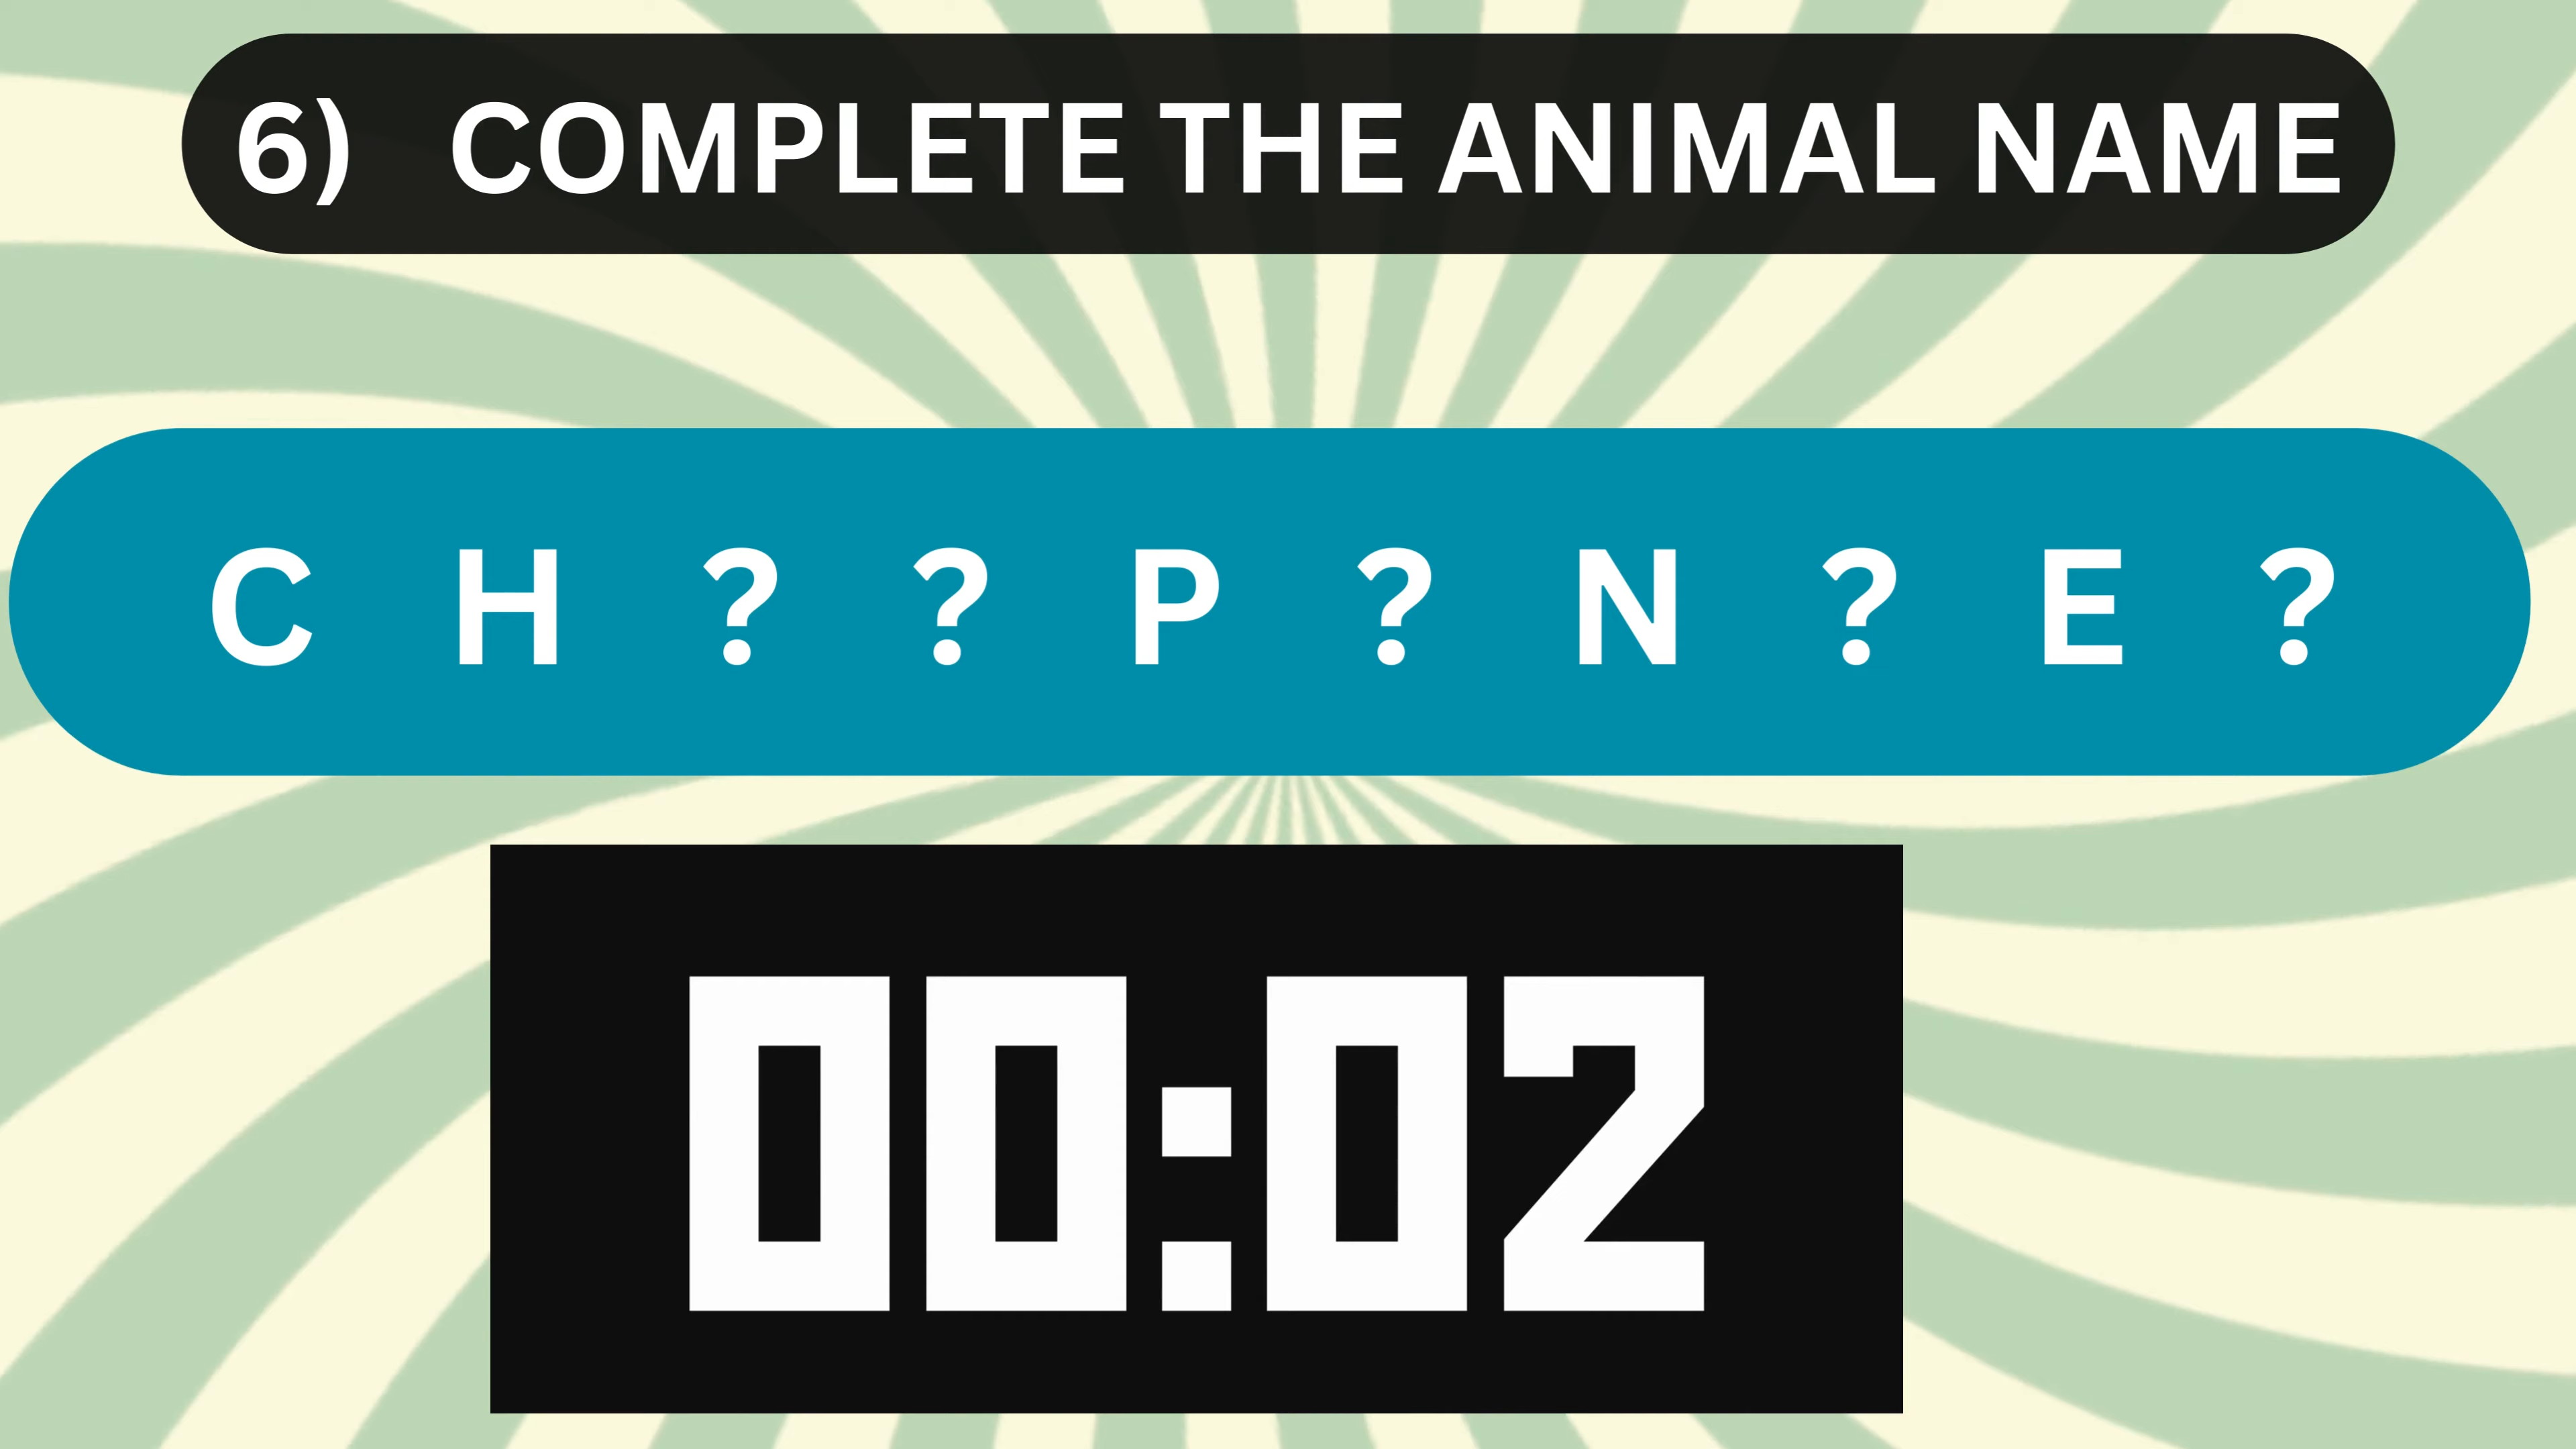 6) COMPLETE THE ANIMAL NAME
C H ? ? P ? N ? E ?
00:02